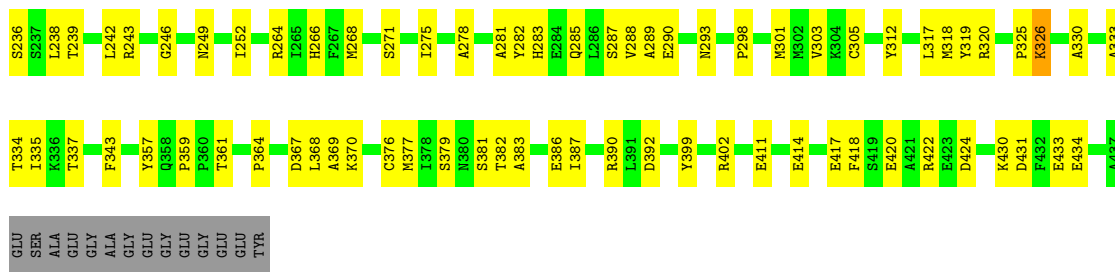 S236 S237 L238 T239 L242 R243 G246 N249 I252 R264 I265 H266 F267 M268 S271 I275 A278 A281 Y282 H283 E284 Q285 L286 S287 V288 A289 E290 N293 P298 M301 M302 V303 K304 C305 Y312 L317 M318 Y319 R320 P325 K326 A330 A333
T334 I335 K336 T337 F343 Y357 Q358 P359 P360 T361 P364 D367 L368 A369 K370 C376 M377 I378 S379 N380 S381 T382 A383 E386 I387 R390 L391 D392 Y399 R402 E411 E414 E417 F418 S419 E420 A421 R422 E423 D424 K430 D431 F432 E433 E434 A437
GLU SER ALA GLU GLY ALA GLY GLU GLY GLU GLY GLU GLU TYR